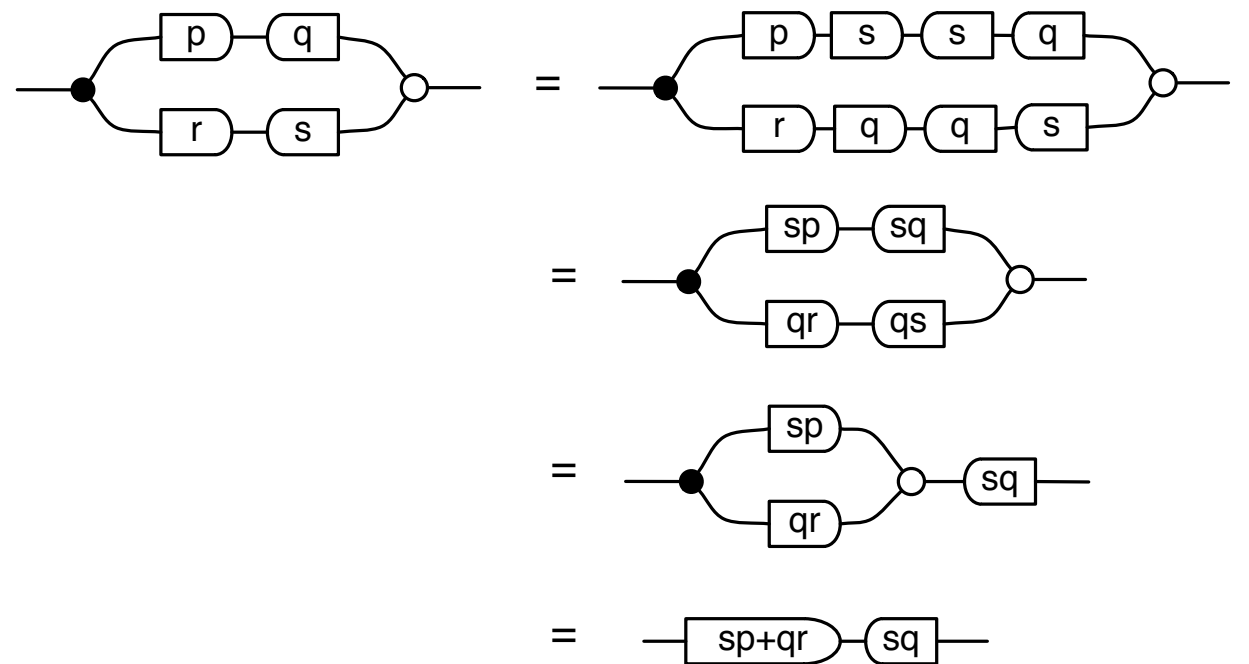 p q = p s s q
r s r q q s
= sp sq
qr qs
= sp
qr sq
= sp+qr sq